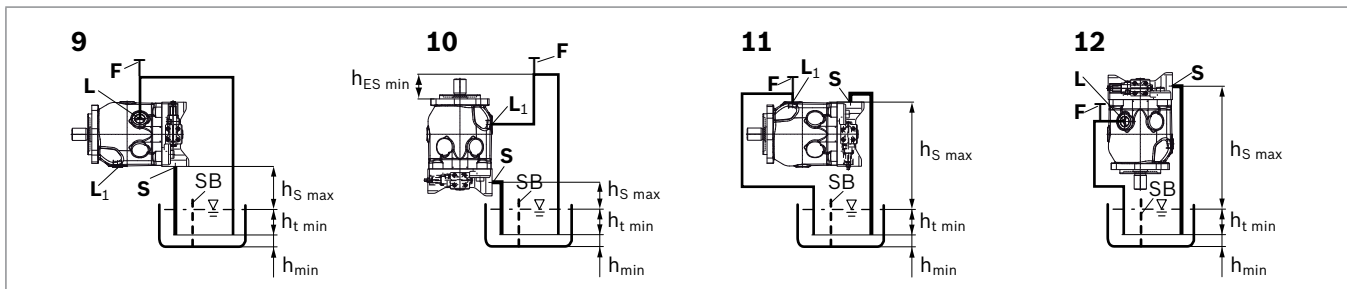 9
F
L
L1
S
SB
hS max
ht min
hmin
10
F
hES min
L1
S
SB
hS max
ht min
hmin
11
F
L1
S
SB
hS max
ht min
hmin
12
S
L
F
SB
hS max
ht min
hmin